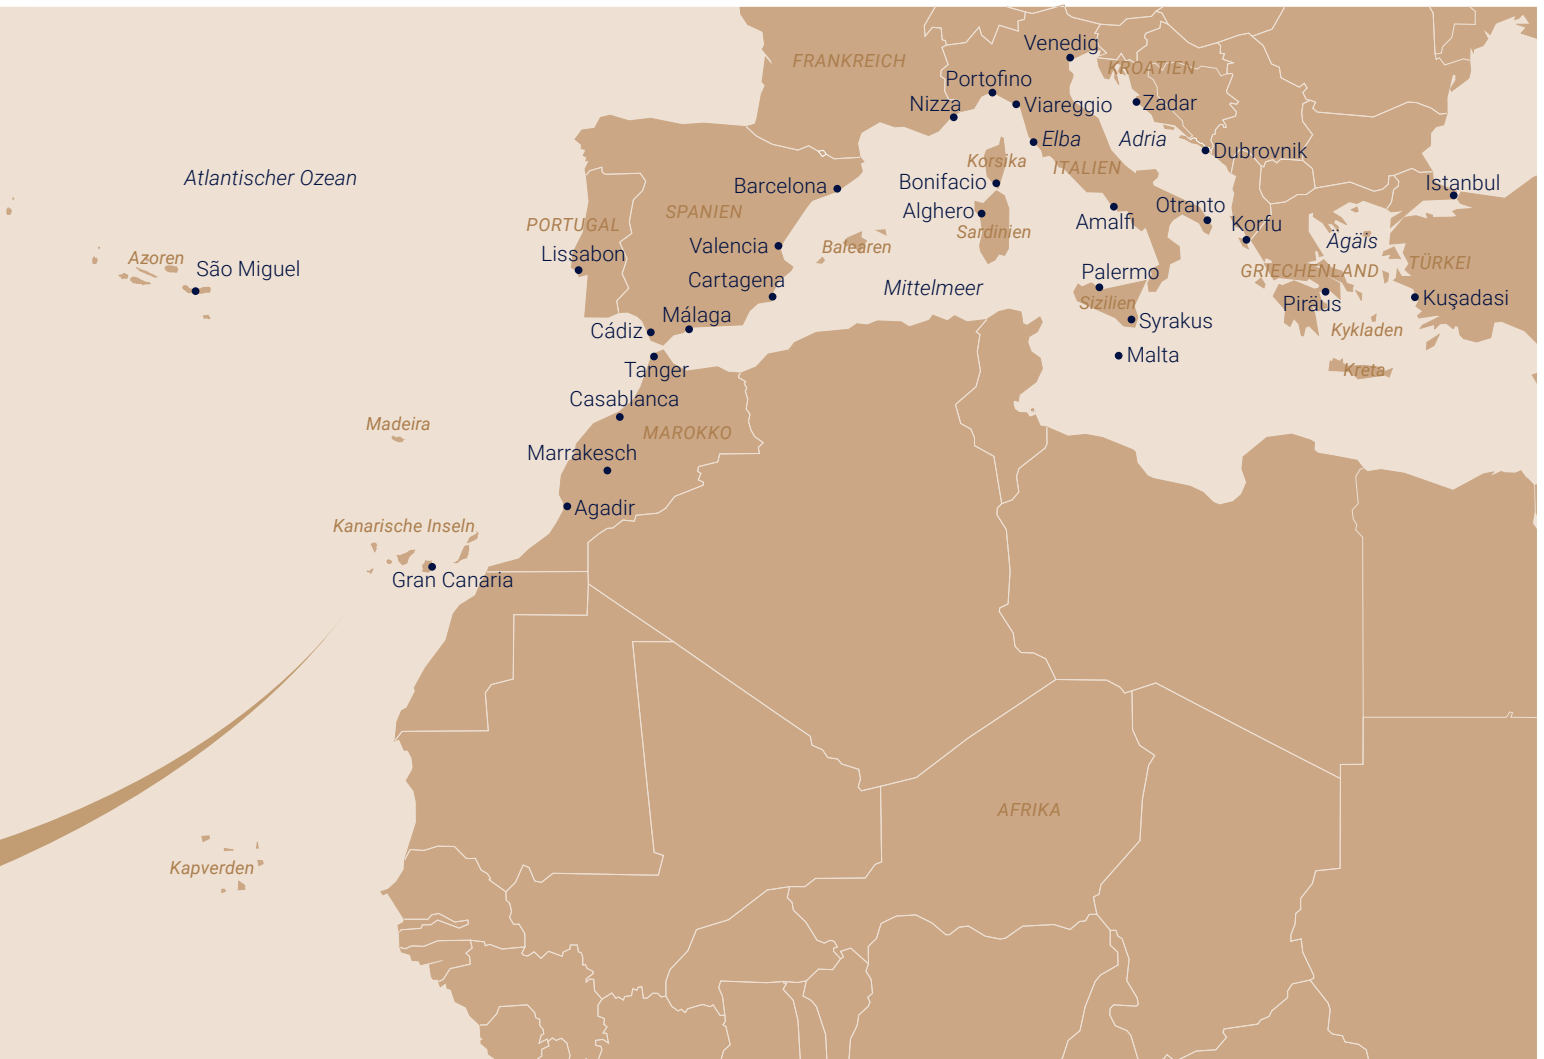 Venedig
FRANKREICH
KROATIEN
Portofino
Nizza
Viareggio
Zadar
Elba
Adria
Dubrovnik
Korsika
ITALIEN
Atlantischer Ozean
Barcelona
Bonifacio
Istanbul
Otranto
Alghero
SPANIEN
Amalfi
PORTUGAL
Korfu
Sardinien
Ägäis
Valencia
Balearen
Lissabon
Azoren
São Miguel
TÜRKEI
GRIECHENLAND
Palermo
Cartagena
Mittelmeer
Kuşadasi
Sizilien
Piräus
Málaga
Syrakus
Cádiz
Kykladen
Malta
Tanger
Kreta
Casablanca
Madeira
MAROKKO
Marrakesch
Agadir
Kanarische Inseln
Gran Canaria
AFRIKA
Kapverden